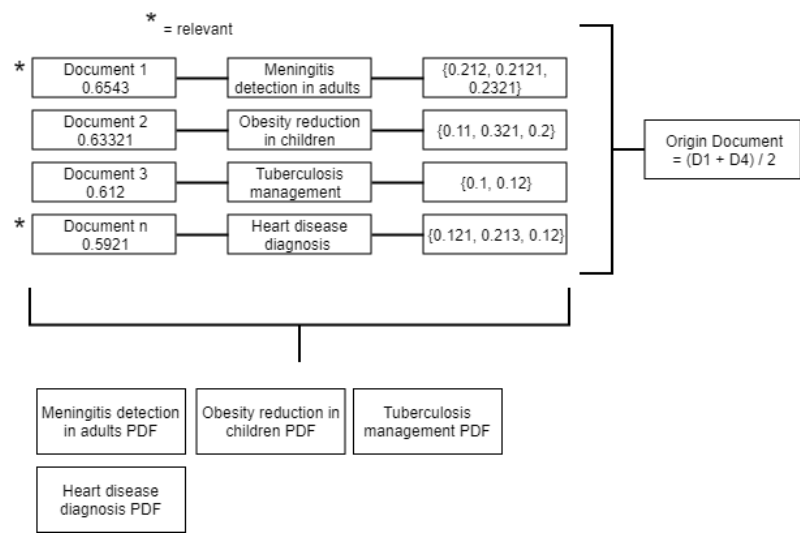 * = relevant
* Document 1
0.6543
Meningitis
detection in adults
{0.212, 0.2121,
0.2321}
Document 2
0.63321
Obesity reduction
in children
{0.11, 0.321, 0.2}
Document 3
0.612
Tuberculosis
management
{0.1, 0.12}
* Document n
0.5921
Heart disease
diagnosis
{0.121, 0.213, 0.12}
Origin Document
= (D1 + D4) / 2
Meningitis detection
in adults PDF
Obesity reduction in
children PDF
Tuberculosis
management PDF
Heart disease
diagnosis PDF